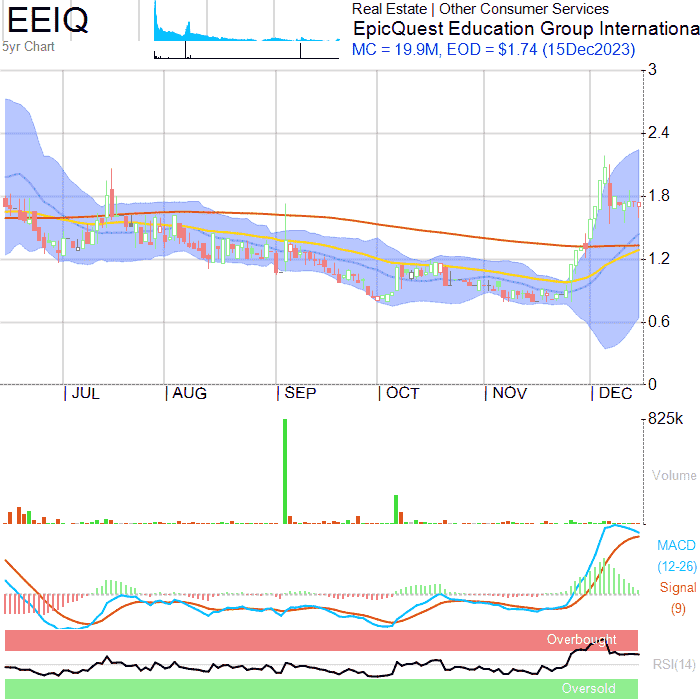 EEIQ
5yr Chart
Real Estate | Other Consumer Services
EpicQuest Education Group Internationa
MC = 19.9M, EOD = $1.74 (15Dec2023)
3
2.4
1.8
1.2
0.6
0
JUL AUG SEP OCT NOV DEC
825k
Volume
MACD
(12-26)
Signal
(9)
Overbought
RSI(14)
Oversold